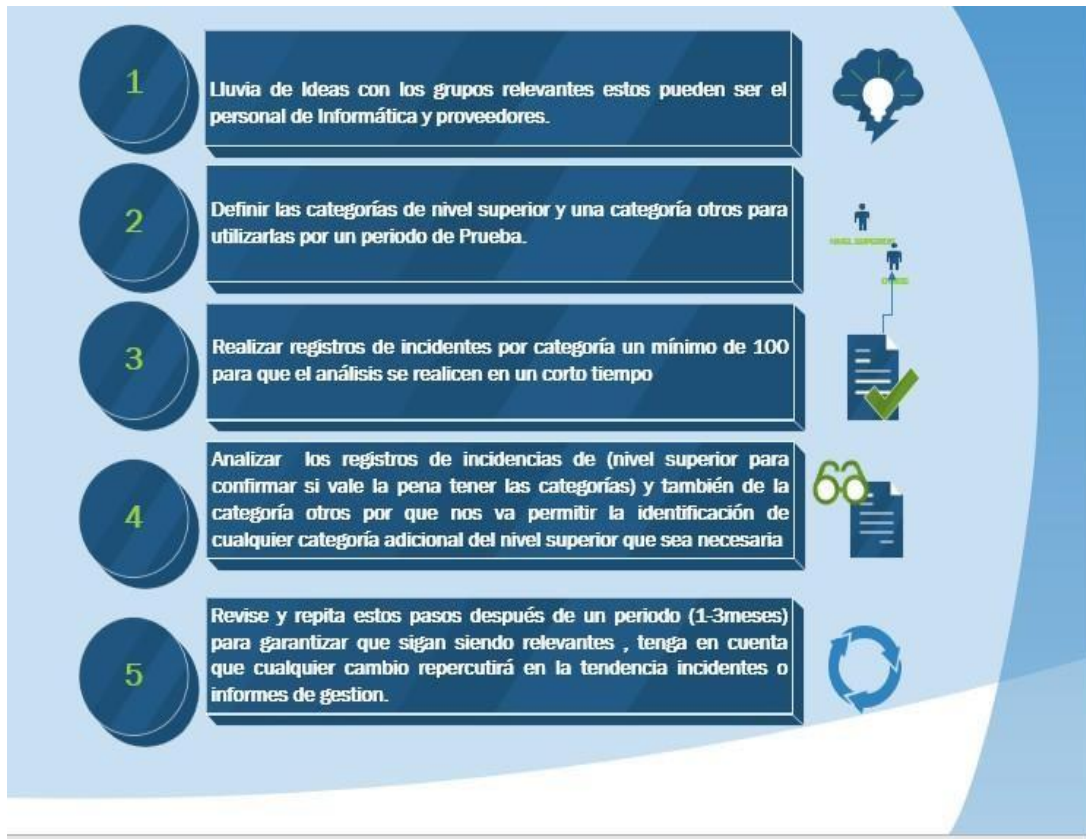 1
Lluvia de Ideas con los grupos relevantes estos pueden ser el
personal de Informática y proveedores.
2
Definir las categorías de nivel superior y una categoría otros para
utilizarlas por un periodo de Prueba.
NIVEL SUPERIOR
3
Realizar registros de incidentes por categoría un mínimo de 100
para que el análisis se realicen en un corto tiempo
4
Analizar los registros de incidencias de (nivel superior para
confirmar si vale la pena tener las categorías) y también de la
categoría otros por que nos va permitir la identificación de
cualquier categoría adicional del nivel superior que sea necesaria
5
Revise y repita estos pasos después de un periodo (1-3meses)
para garantizar que sigan siendo relevantes , tenga en cuenta
que cualquier cambio repercutirá en la tendencia incidentes o
informes de gestion.